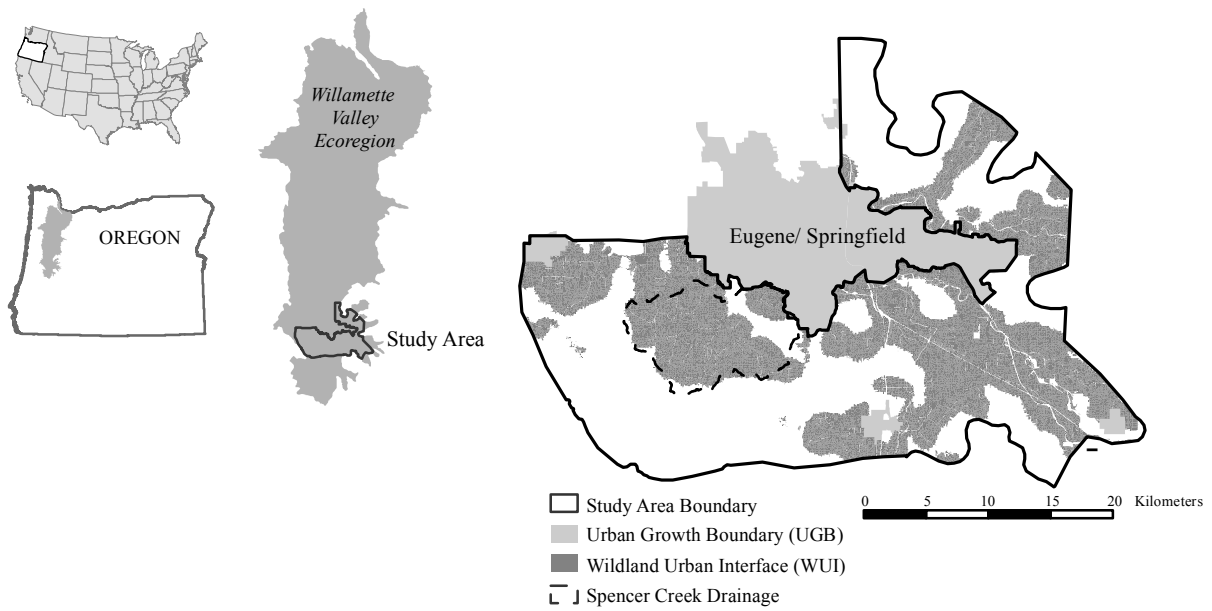 Willamette
Valley
Ecoregion
OREGON
Study Area
Eugene/ Springfield
Study Area Boundary
Urban Growth Boundary (UGB)
Wildland Urban Interface (WUI)
Spencer Creek Drainage
0 5 10 15 20 Kilometers